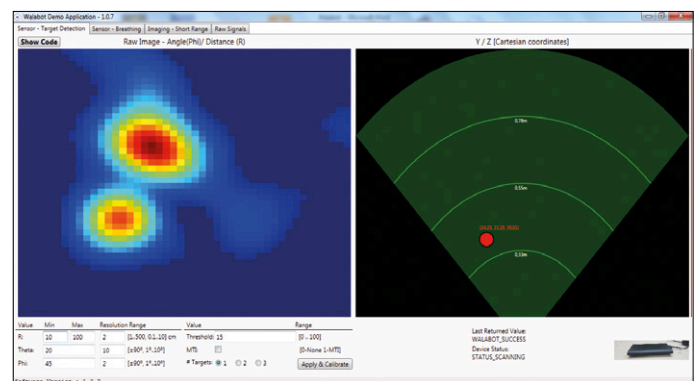 Walabot Demo Application - 1.0.7
Sensor - Target Detection Sensor - Breathing Imaging - Short Range Raw Signals
Show Code Raw Image - Angle(Phi)/ Distance (R) Y / Z [Cartesian coordinates]
0,78m
0,55m
0,33m
Value Min Max Resolution Range Value Range
R: 10 100 2 [1..500, 0.1..10] cm Threshold: 15 [0 .. 100]
Theta: 20 10 [±90º, 1º..10º] MTI: [0-None 1-MTI]
Phi: 45 2 [±90º, 1º..10º] # Targets: 1 2 3 Apply & Calibrate
Last Returned Value:
WALABOT_SUCCESS
Device Status:
STATUS_SCANNING